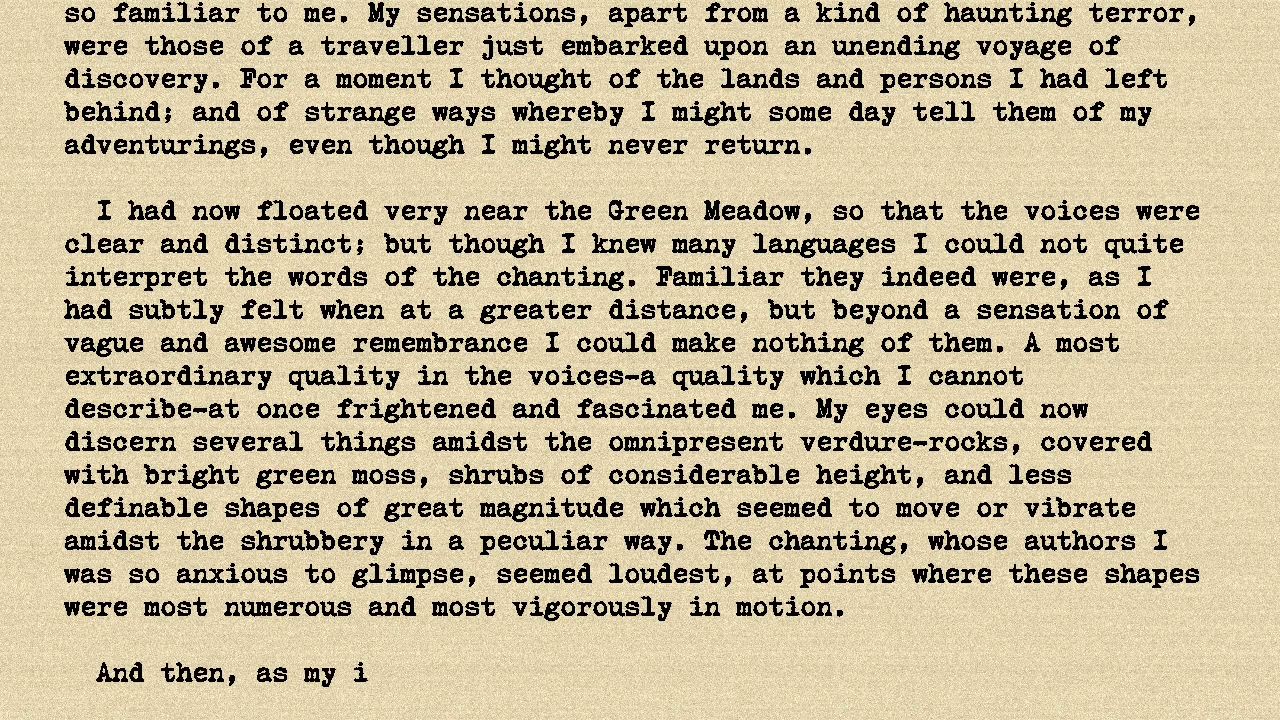 so familiar to me. My sensations, apart from a kind of haunting terror,
were those of a traveller just embarked upon an unending voyage of
discovery. For a moment I thought of the lands and persons I had left
behind; and of strange ways whereby I might some day tell them of my
adventurings, even though I might never return.
I had now floated very near the Green Meadow, so that the voices were
clear and distinct; but though I knew many languages I could not quite
interpret the words of the chanting. Familiar they indeed were, as I
had subtly felt when at a greater distance, but beyond a sensation of
vague and awesome remembrance I could make nothing of them. A most
extraordinary quality in the voices—a quality which I cannot
describe—at once frightened and fascinated me. My eyes could now
discern several things amidst the omnipresent verdure—rocks, covered
with bright green moss, shrubs of considerable height, and less
definable shapes of great magnitude which seemed to move or vibrate
amidst the shrubbery in a peculiar way. The chanting, whose authors I
was so anxious to glimpse, seemed loudest, at points where these shapes
were most numerous and most vigorously in motion.
And then, as my i